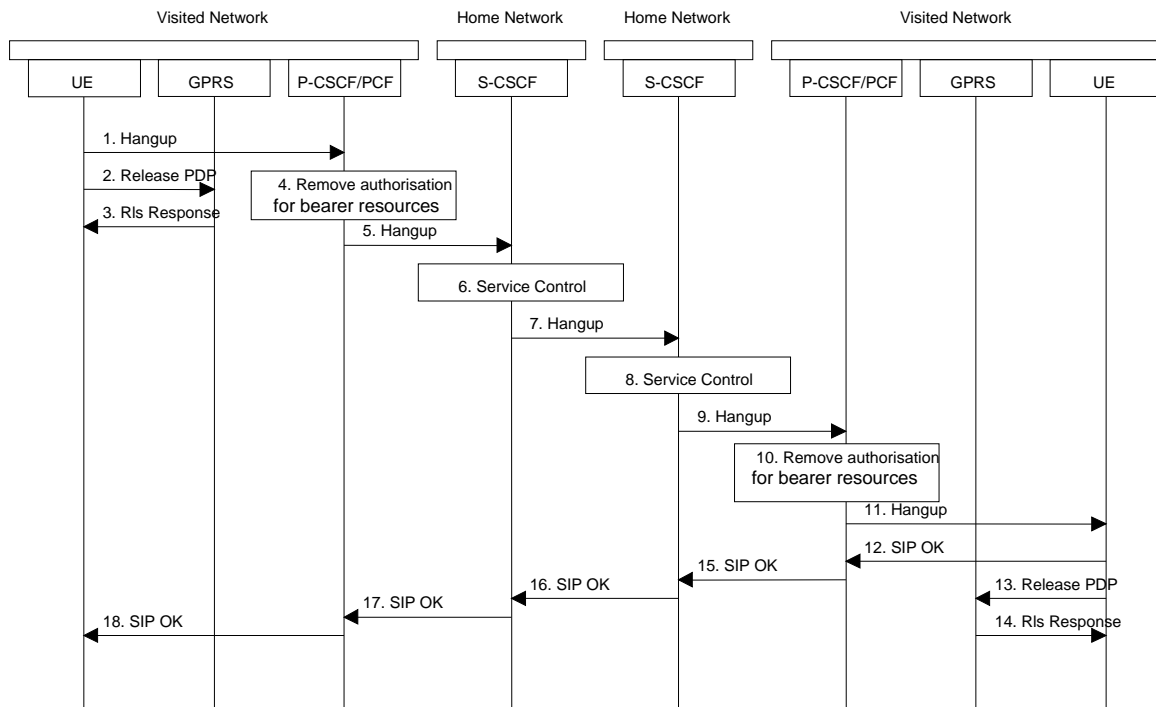 Visited Network
Home Network
Home Network
Visited Network
UE
GPRS
P-CSCF/PCF
S-CSCF
S-CSCF
P-CSCF/PCF
GPRS
UE
1. Hangup
2. Release PDP
4. Remove authorisation
for bearer resources
3. Rls Response
5. Hangup
6. Service Control
7. Hangup
8. Service Control
9. Hangup
10. Remove authorisation
for bearer resources
11. Hangup
12. SIP OK
15. SIP OK
16. SIP OK
13. Release PDP
17. SIP OK
18. SIP OK
14. Rls Response